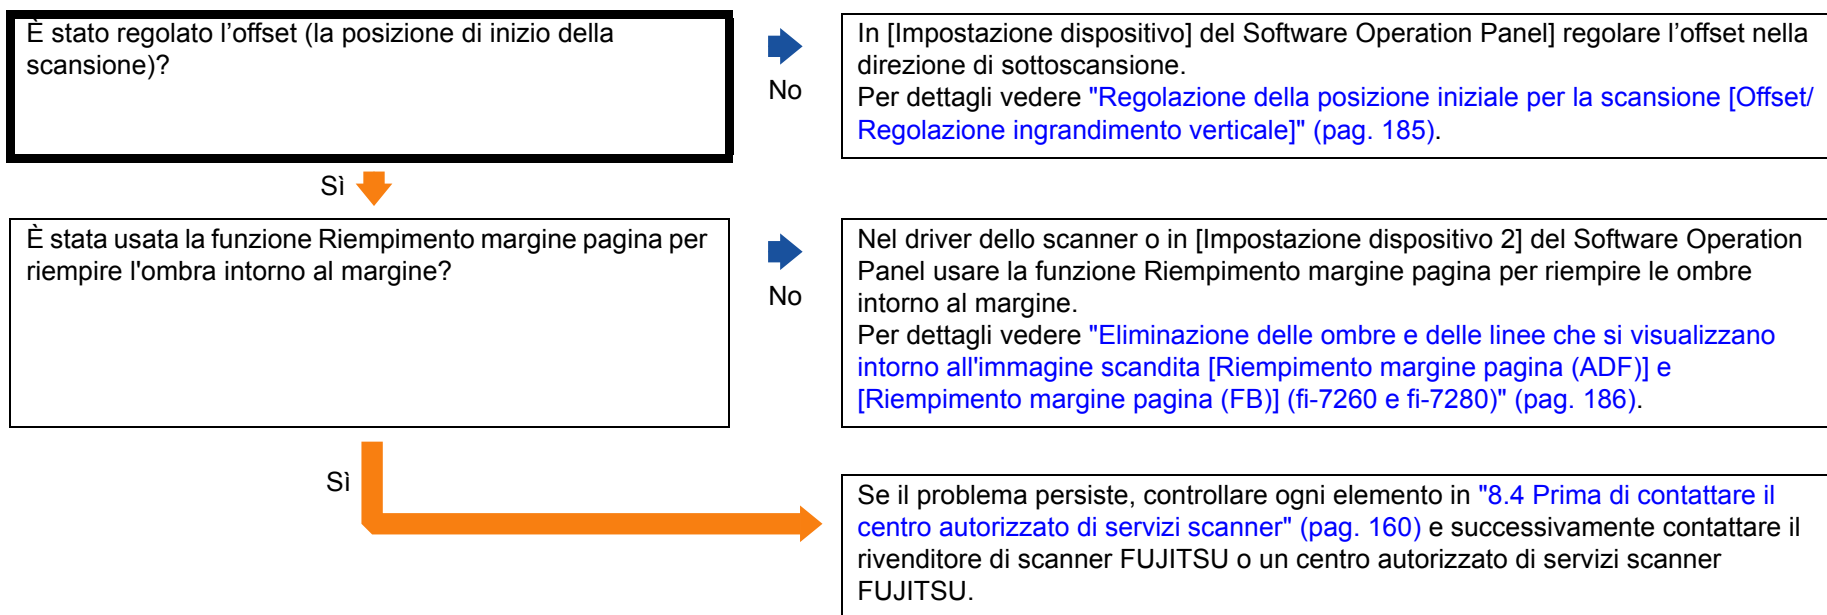 È stato regolato l’offset (la posizione di inizio della
scansione)?
No
In [Impostazione dispositivo] del Software Operation Panel] regolare l’offset nella
direzione di sottoscansione.
Per dettagli vedere "Regolazione della posizione iniziale per la scansione [Offset/
Regolazione ingrandimento verticale]" (pag. 185).
Sì
È stata usata la funzione Riempimento margine pagina per
riempire l'ombra intorno al margine?
No
Nel driver dello scanner o in [Impostazione dispositivo 2] del Software Operation
Panel usare la funzione Riempimento margine pagina per riempire le ombre
intorno al margine.
Per dettagli vedere "Eliminazione delle ombre e delle linee che si visualizzano
intorno all'immagine scandita [Riempimento margine pagina (ADF)] e
[Riempimento margine pagina (FB)] (fi-7260 e fi-7280)" (pag. 186).
Sì
Se il problema persiste, controllare ogni elemento in "8.4 Prima di contattare il
centro autorizzato di servizi scanner" (pag. 160) e successivamente contattare il
rivenditore di scanner FUJITSU o un centro autorizzato di servizi scanner
FUJITSU.